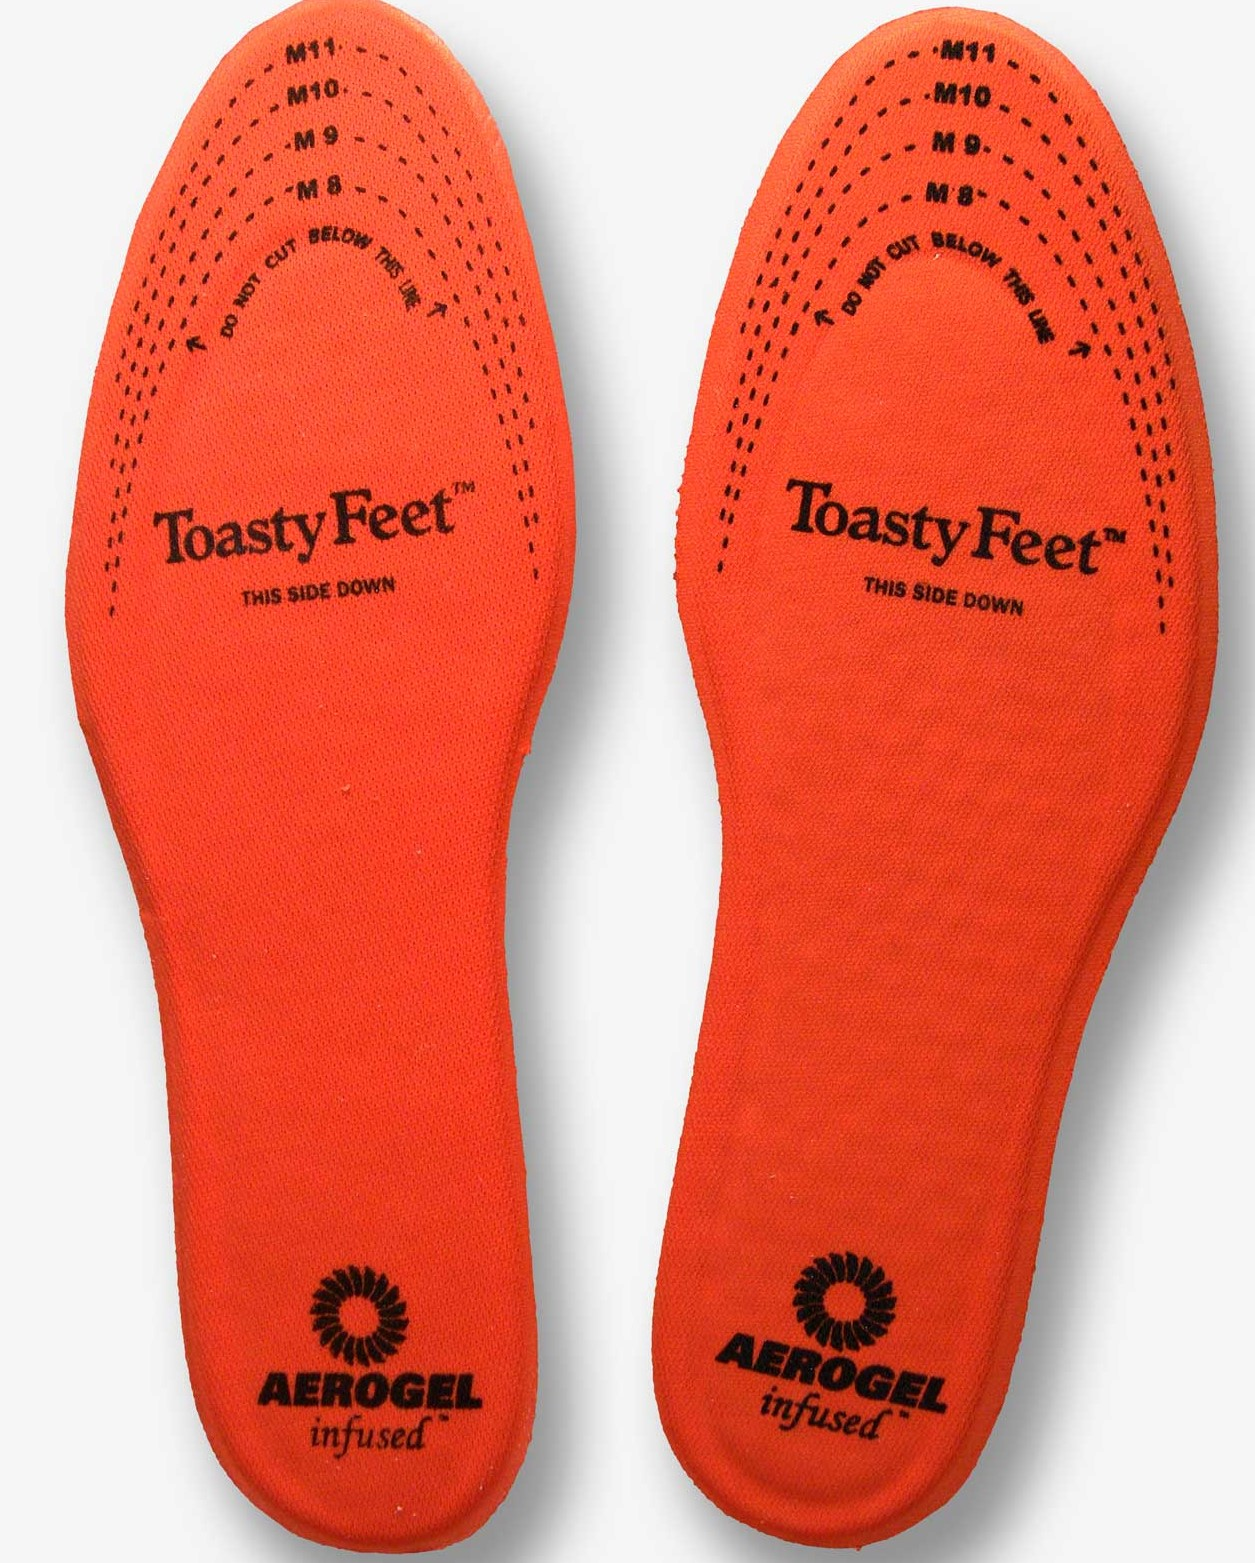 M11
M10
M 9
M 8
DO NOT CUT BELOW THIS LINE
ToastyFeet™
THIS SIDE DOWN
AEROGEL
infused™
M11
M10
M 9
M 8
DO NOT CUT BELOW THIS LINE
ToastyFeet™
THIS SIDE DOWN
AEROGEL
infused™